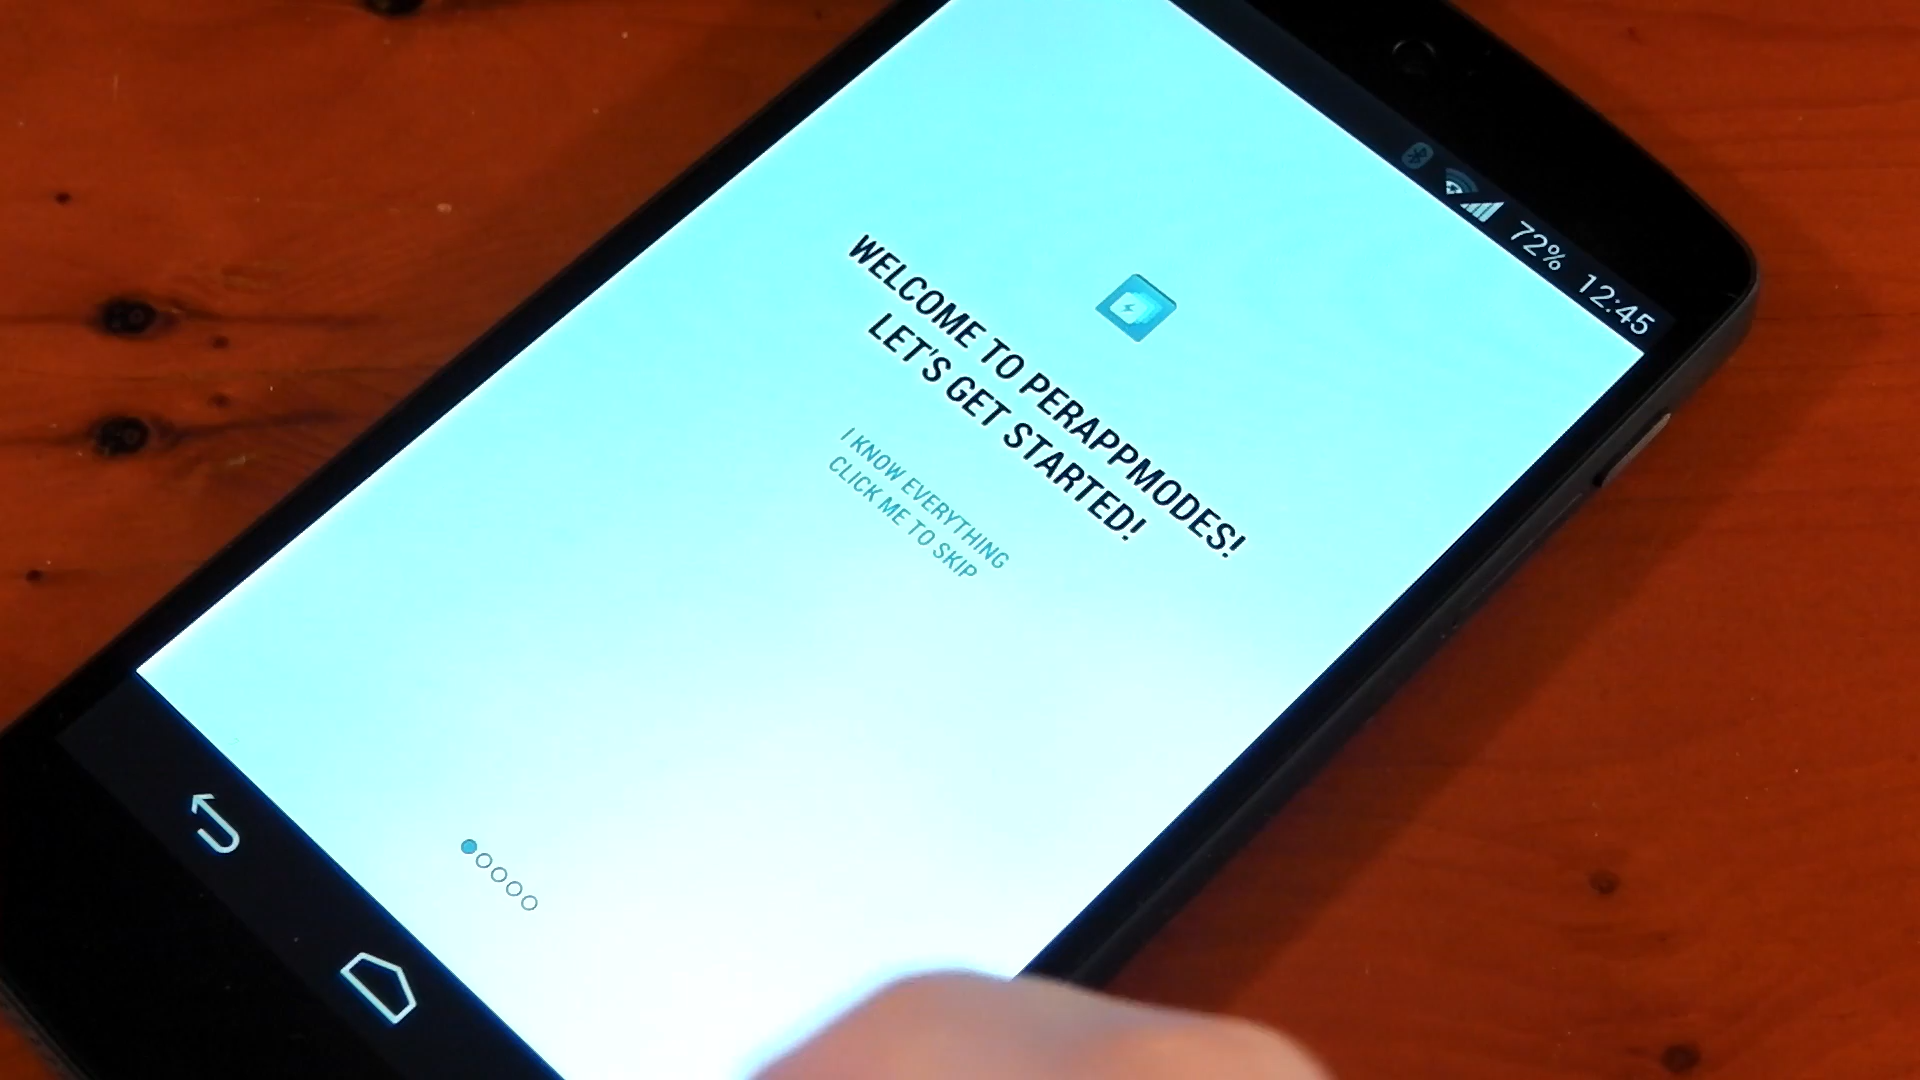 72% 12:45
WELCOME TO PERAPPMODES!
LET'S GET STARTED!
I KNOW EVERYTHING
CLICK ME TO SKIP